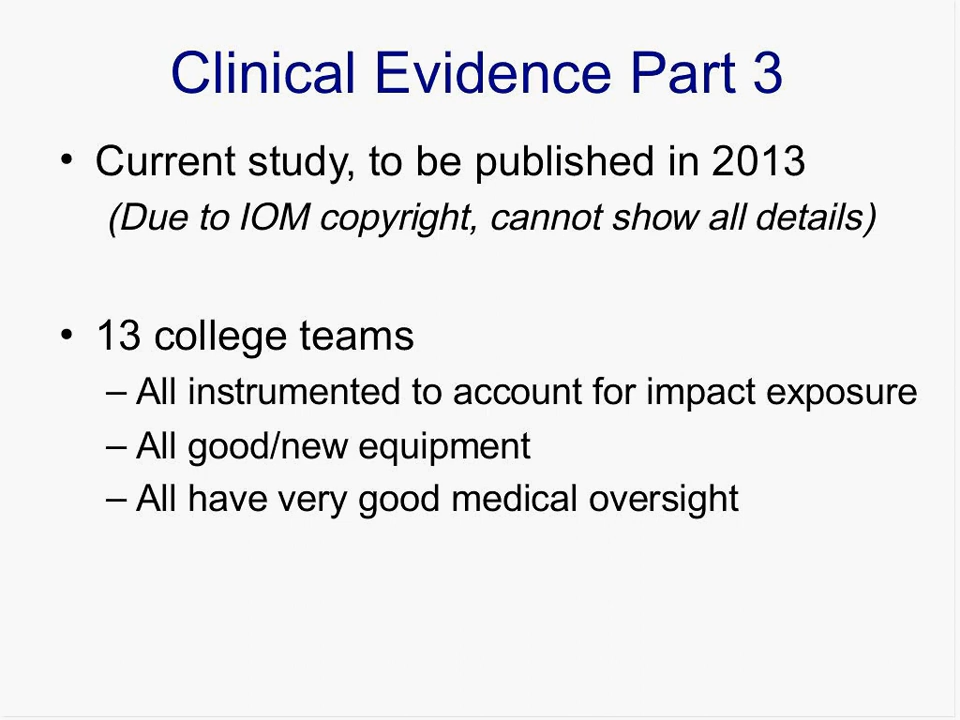 Clinical Evidence Part 3
• Current study, to be published in 2013
(Due to IOM copyright, cannot show all details)
• 13 college teams
– All instrumented to account for impact exposure
– All good/new equipment
– All have very good medical oversight